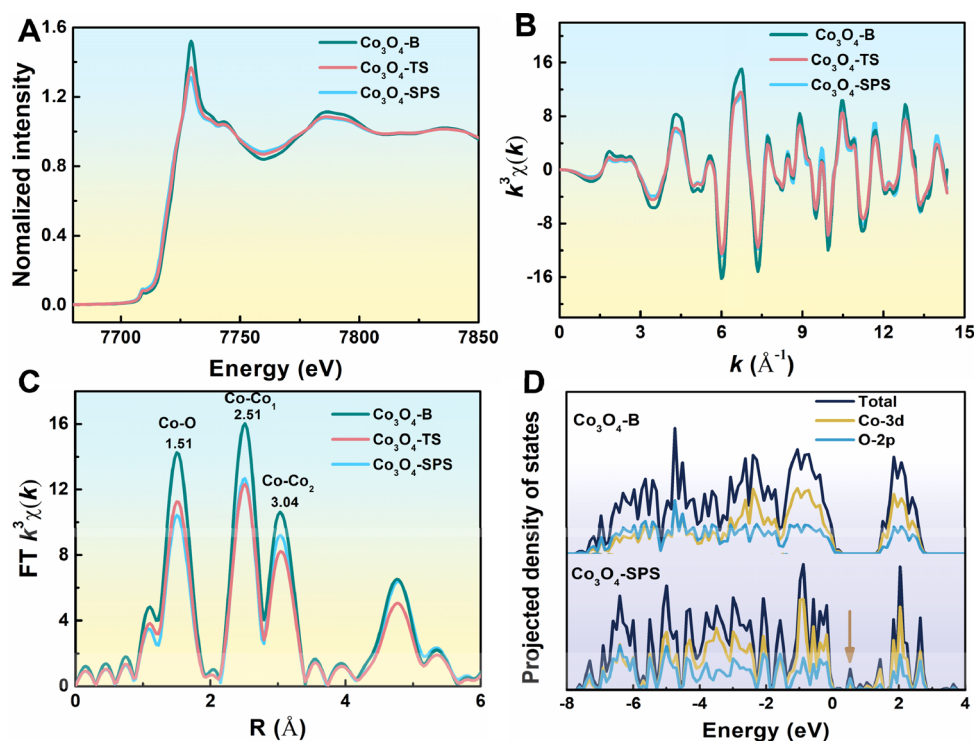 A
1.6
1.2
0.8
0.4
0.0
Nomalized intensity
Co₃O₄-B
Co₃O₄-TS
Co₃O₄-SPS
7700
7750
7800
7850
Energy (eV)
B
16
8
0
-8
-16
k³χ(k)
Co₃O₄-B
Co₃O₄-TS
Co₃O₄-SPS
0
3
6
9
12
15
k (Å⁻¹)
C
16
12
8
4
0
FT k³χ(k)
Co-O
1.51
Co-Co₁
2.51
Co-Co₂
3.04
Co₃O₄-B
Co₃O₄-TS
Co₃O₄-SPS
0
2
4
6
R (Å)
D
Projected density of states
Co₃O₄-B
Total
Co-3d
O-2p
Co₃O₄-SPS
-8
-6
-4
-2
0
2
4
Energy (eV)